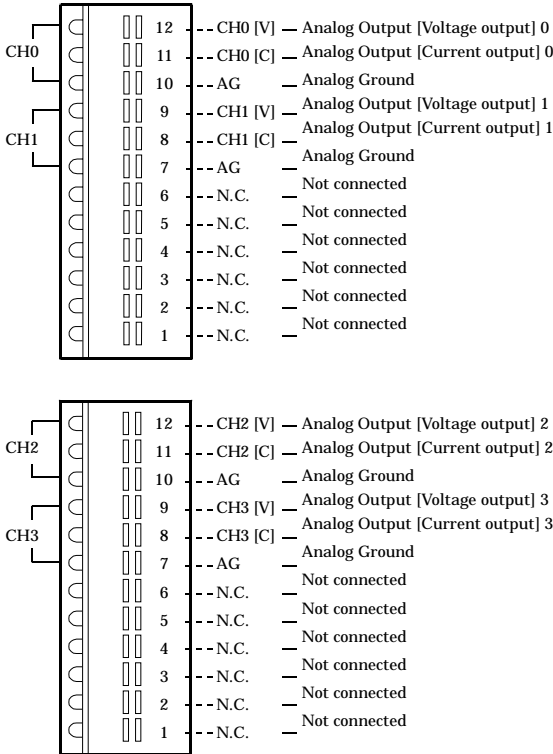 12 CH0 [V] Analog Output [Voltage output] 0
CH0 11 CH0 [C] Analog Output [Current output] 0
10 AG Analog Ground
9 CH1 [V] Analog Output [Voltage output] 1
CH1 8 CH1 [C] Analog Output [Current output] 1
7 AG Analog Ground
6 N.C. Not connected
5 N.C. Not connected
4 N.C. Not connected
3 N.C. Not connected
2 N.C. Not connected
1 N.C. Not connected
12 CH2 [V] Analog Output [Voltage output] 2
CH2 11 CH2 [C] Analog Output [Current output] 2
10 AG Analog Ground
9 CH3 [V] Analog Output [Voltage output] 3
CH3 8 CH3 [C] Analog Output [Current output] 3
7 AG Analog Ground
6 N.C. Not connected
5 N.C. Not connected
4 N.C. Not connected
3 N.C. Not connected
2 N.C. Not connected
1 N.C. Not connected